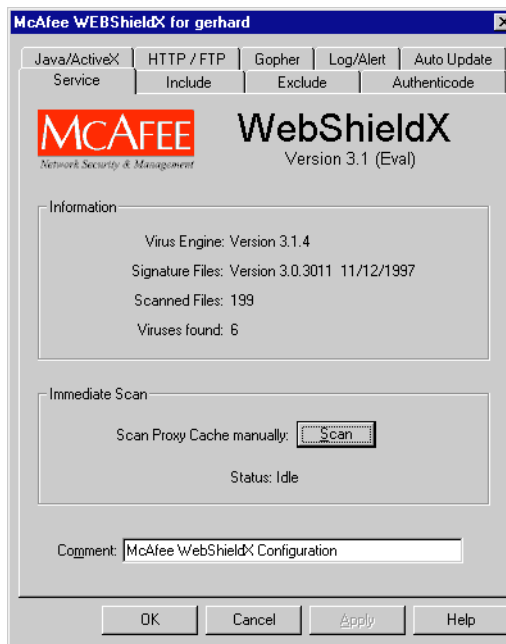 McAfee WEBShieldX for gerhard
Java/ActiveX HTTP / FTP Gopher Log/Alert Auto Update
Service Include Exclude Authenticode
MCAFEE
Network Security & Management
WebShieldX
Version 3.1 (Eval)
Information
Virus Engine: Version 3.1.4
Signature Files: Version 3.0.3011 11/12/1997
Scanned Files: 199
Viruses found: 6
Immediate Scan
Scan Proxy Cache manually: Scan
Status: Idle
Comment: McAfee WebShieldX Configuration
OK Cancel Apply Help